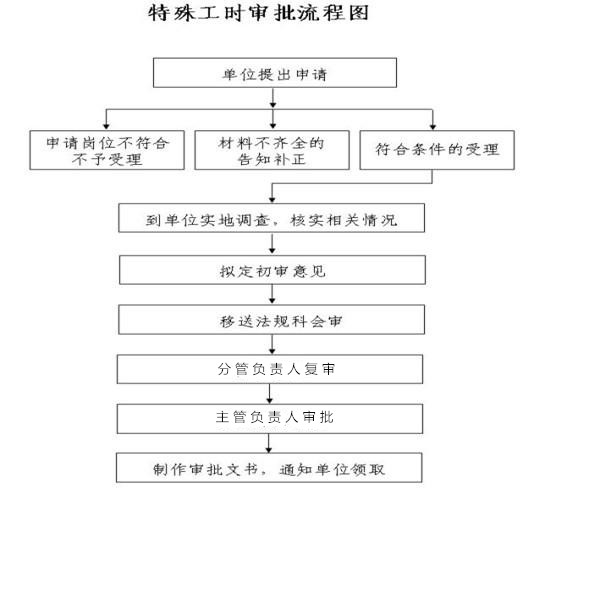 特殊工时审批流程图
单位提出申请
申请岗位不符合
不予受理
材料不齐全的
告知补正
符合条件的受理
到单位实地调查，核实相关情况
拟定初审意见
移送法规科会审
分管负责人复审
主管负责人审批
制作审批文书，通知单位领取